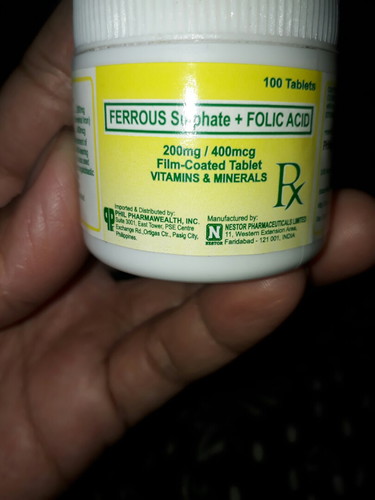 100 Tablets
FERROUS Sulphate + FOLIC ACID
200mg / 400mcg
Film-Coated Tablet
VITAMINS & MINERALS
Rx
Imported & Distributed by:
PHIL PHARMAWEALTH, INC.
Suite 3001, East Tower, PSE Centre
Exchange Rd.,Ortigas Ctr., Pasig City,
Philippines.
Manufactured by:
NESTOR PHARMACEUTICALS LIMITED
11, Western Extension Area,
Faridabad - 121 001, INDIA
NESTOR